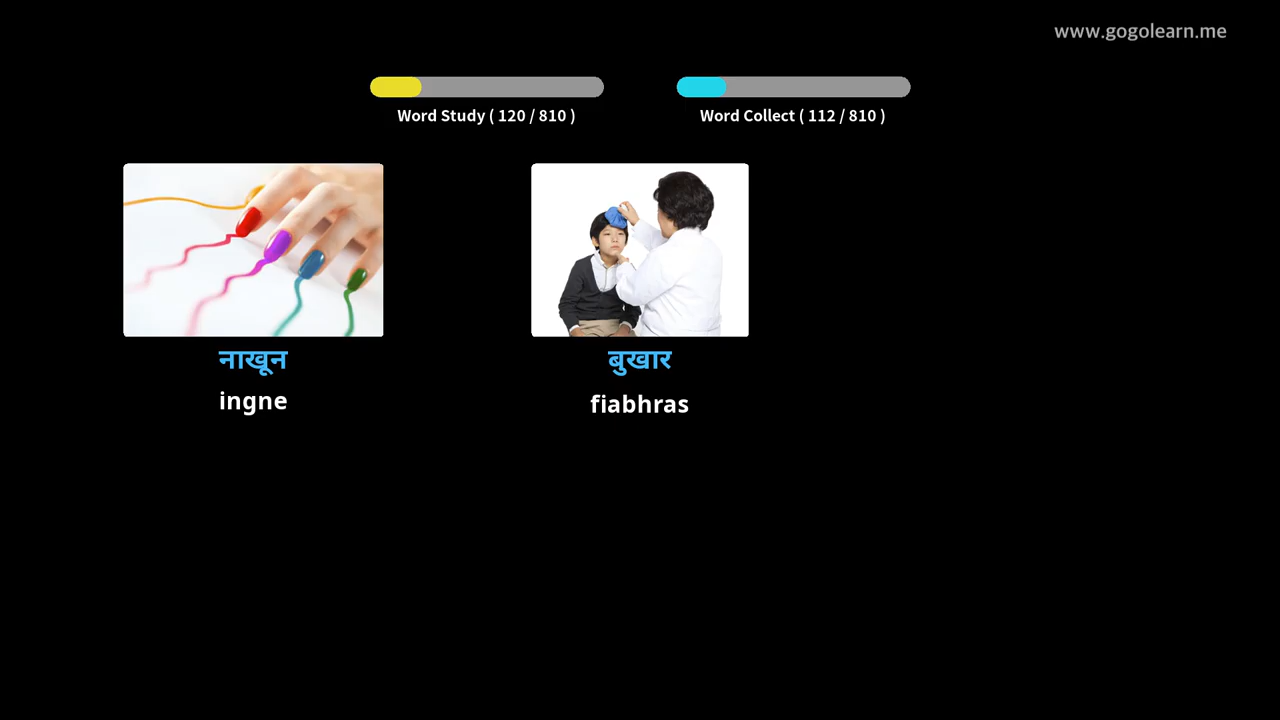 www.gogolearn.me
Word Study ( 120 / 810 )
Word Collect ( 112 / 810 )
नाखून
ingne
बुखार
fiabhras